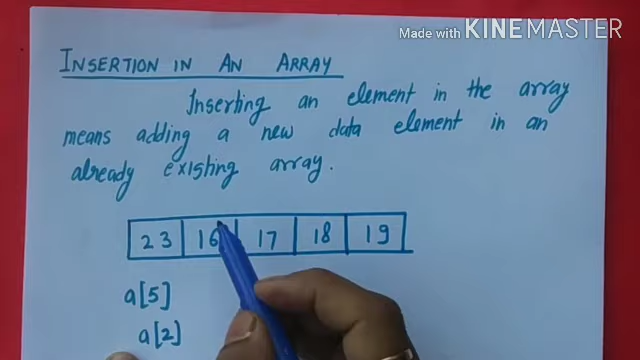 Made with KINEMASTER
INSERTION IN AN ARRAY
Inserting an element in the array
means adding a new data element in an
already existing array.
23 16 17 18 19
a[5]
a[2]